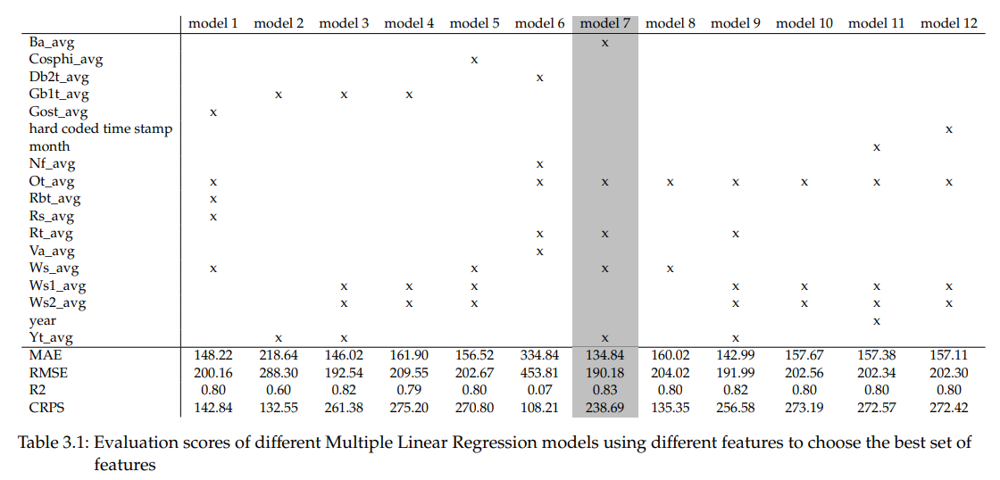 model 1 model 2 model 3 model 4 model 5 model 6 model 7 model 8 model 9 model 10 model 11 model 12
Ba_avg x
Cosphi_avg x
Db2t_avg x
Gb1t_avg x x x
Gost_avg x
hard coded time stamp x
month x
Nf_avg x
Ot_avg x x x x x x x x
Rbt_avg x
Rs_avg x
Rt_avg x x x
Va_avg x
Ws_avg x x x x
Ws1_avg x x x x x x x
Ws2_avg x x x x x x x
year x
Yt_avg x x x x
MAE 148.22 218.64 146.02 161.90 156.52 334.84 134.84 160.02 142.99 157.67 157.38 157.11
RMSE 200.16 288.30 192.54 209.55 202.67 453.81 190.18 204.02 191.99 202.56 202.34 202.30
R2 0.80 0.60 0.82 0.79 0.80 0.07 0.83 0.80 0.82 0.80 0.80 0.80
CRPS 142.84 132.55 261.38 275.20 270.80 108.21 238.69 135.35 256.58 273.19 272.57 272.42
Table 3.1: Evaluation scores of different Multiple Linear Regression models using different features to choose the best set of
features